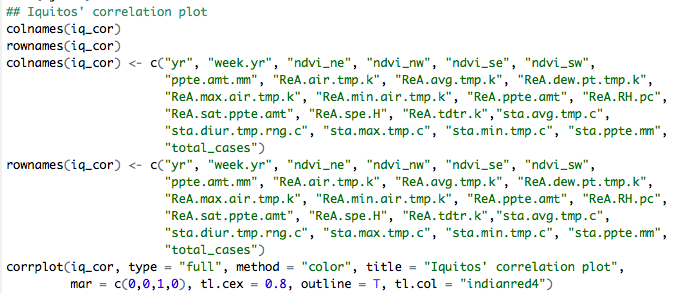 ## Iquitos' correlation plot
colnames(iq_cor)
rownames(iq_cor)
colnames(iq_cor) <- c("yr", "week.yr", "ndvi_ne", "ndvi_nw", "ndvi_se", "ndvi_sw",
"ppte.amt.mm", "ReA.air.tmp.k", "ReA.avg.tmp.k", "ReA.dew.pt.tmp.k",
"ReA.max.air.tmp.k", "ReA.min.air.tmp.k", "ReA.ppte.amt", "ReA.RH.pc",
"ReA.sat.ppte.amt", "ReA.spe.H", "ReA.tdtr.k","sta.avg.tmp.c",
"sta.diur.tmp.rng.c", "sta.max.tmp.c", "sta.min.tmp.c", "sta.ppte.mm",
"total_cases")
rownames(iq_cor) <- c("yr", "week.yr", "ndvi_ne", "ndvi_nw", "ndvi_se", "ndvi_sw",
"ppte.amt.mm", "ReA.air.tmp.k", "ReA.avg.tmp.k", "ReA.dew.pt.tmp.k",
"ReA.max.air.tmp.k", "ReA.min.air.tmp.k", "ReA.ppte.amt", "ReA.RH.pc",
"ReA.sat.ppte.amt", "ReA.spe.H", "ReA.tdtr.k","sta.avg.tmp.c",
"sta.diur.tmp.rng.c", "sta.max.tmp.c", "sta.min.tmp.c", "sta.ppte.mm",
"total_cases")
corrplot(iq_cor, type = "full", method = "color", title = "Iquitos' correlation plot",
mar = c(0,0,1,0), tl.cex = 0.8, outline = T, tl.col = "indianred4")